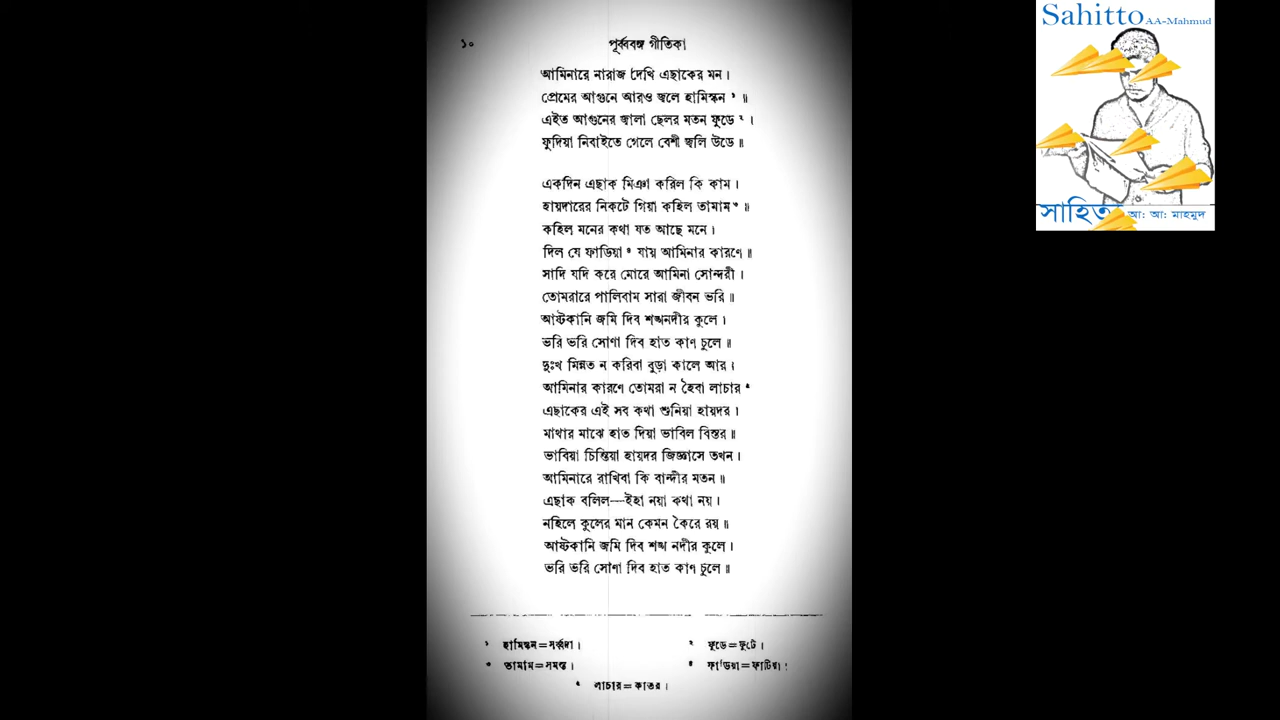 Sahitto AA-Mahmud
সাহিত্য আ: আ: মাহমুদ
১০ পূর্ব্ববঙ্গ গীতিকা
আমিনারে নারাজ দেখি এছাকের মন।
প্রেমের আগুনে আরও জ্বলে হামিস্কন ১ ॥
এইত আগুনের জ্বালা ছেলর মতন ফুডে ২ ।
ফুদিয়া নিবাইতে গেলে বেশী জ্বলি উডে॥
একদিন এছাক মিঞা করিল কি কাম।
হায়দারের নিকটে গিয়া কহিল তামাম ৩ ॥
কহিল মনের কথা যত আছে মনে।
দিল যে ফাডিয়া ৪ যায় আমিনার কারণে॥
সাদি যদি করে মোরে আমিনা সোন্দরী।
তোমরারে পালিবাম সারা জীবন ভরি॥
আষ্টকানি জমি দিব শঙ্খনদীর কুলে।
ভরি ভরি সোণা দিব হাত কাণ চুলে॥
দুঃখ মিন্নত ন করিবা বুড়া কালে আর।
আমিনার কারণে তোমরা ন হৈবা লাচার ৫
এছাকের এই সব কথা শুনিয়া হায়দর।
মাথার মাঝে হাত দিয়া ভাবিল বিস্তর॥
ভাবিয়া চিন্তিয়া হায়দর জিজ্ঞাসে তখন।
আমিনারে রাখিবা কি বান্দীর মতন॥
এছাক বলিল—ইহা নয়া কথা নয়।
নহিলে কুলের মান কেমন কৈরে রয়॥
আষ্টকানি জমি দিব শঙ্খ নদীর কুলে।
ভরি ভরি সোণা দিব হাত কাণ চুলে॥
১ হামিস্কন=সর্ব্বদা। ২ ফুডে=ফুটে।
৩ তামাম=সমস্ত। ৪ ফাডিয়া=ফাটিয়া।
৫ লাচার=কাতর।